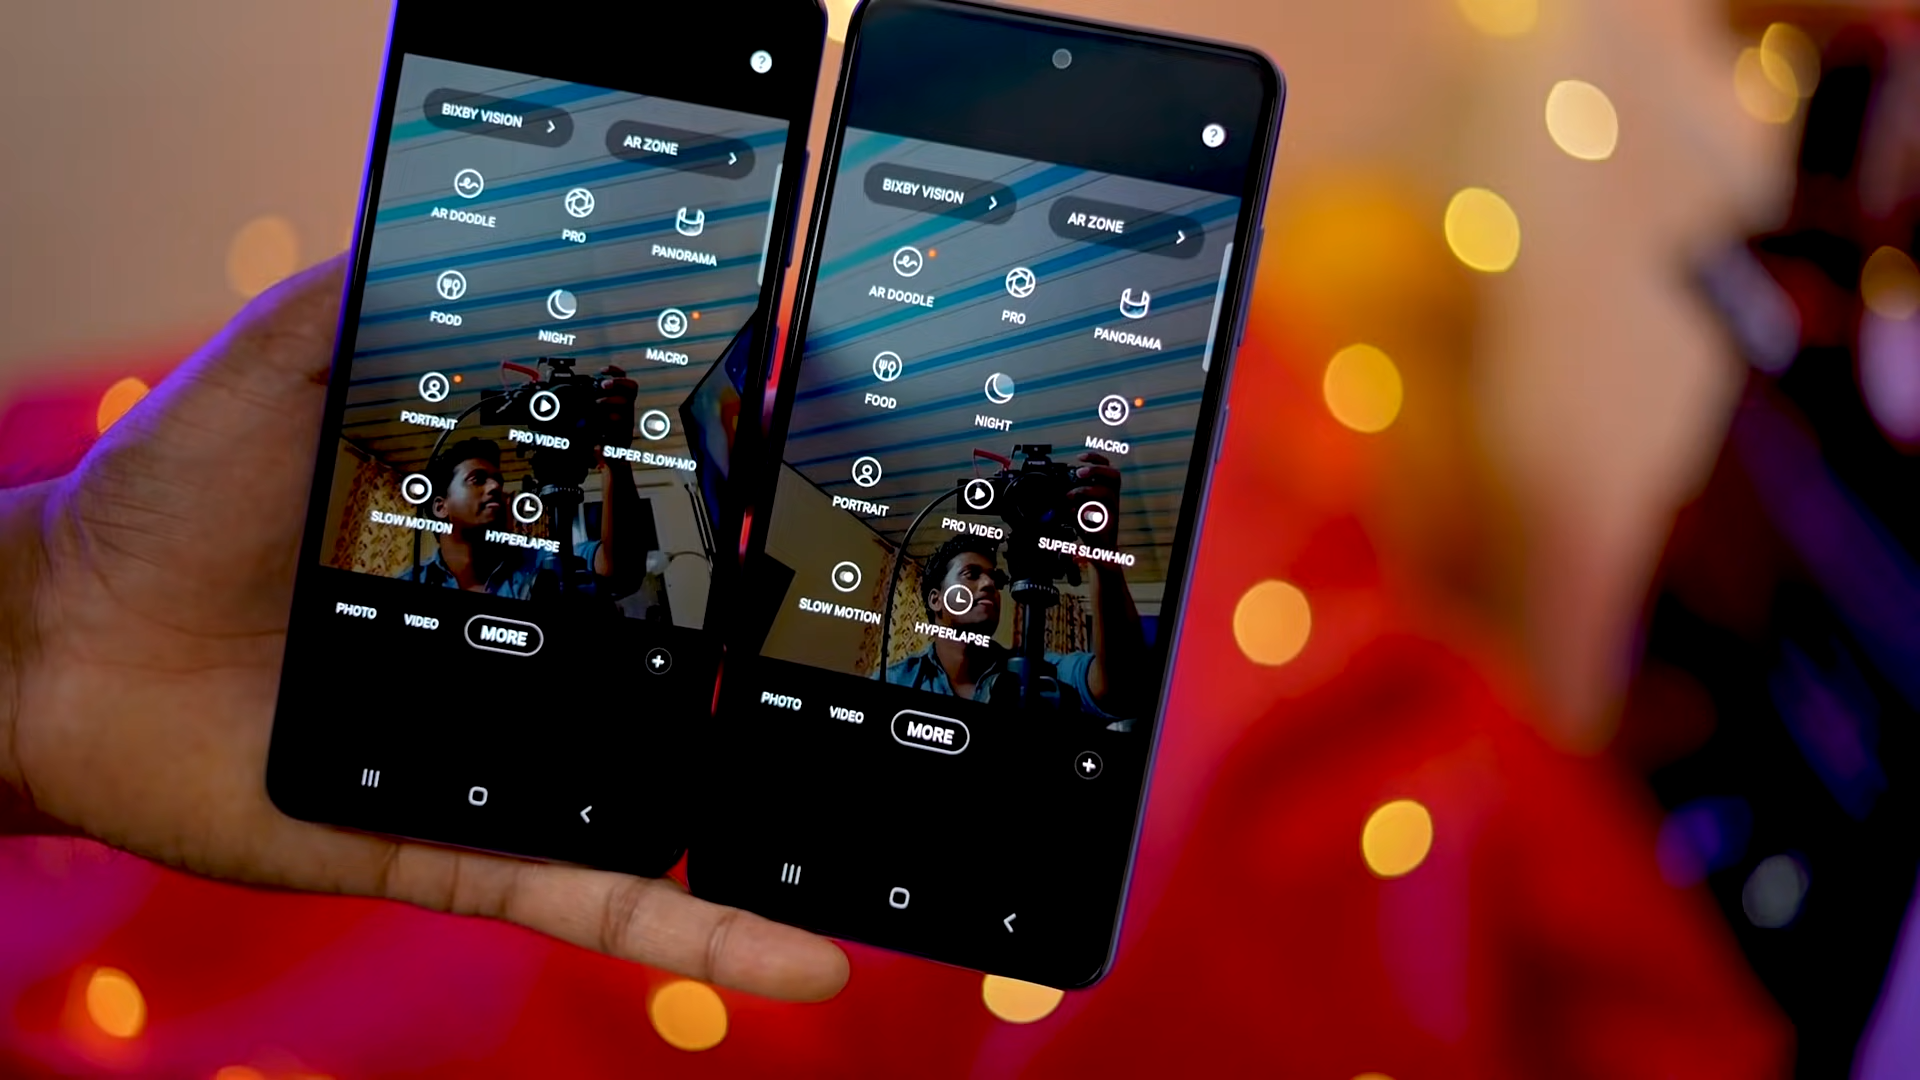 ?
BIXBY VISION >
AR ZONE >
AR DOODLE
PRO
PANORAMA
FOOD
NIGHT
MACRO
PORTRAIT
PRO VIDEO
SUPER SLOW-MO
SLOW MOTION
HYPERLAPSE
PHOTO
VIDEO
MORE
+
?
BIXBY VISION >
AR ZONE >
AR DOODLE
PRO
PANORAMA
FOOD
NIGHT
MACRO
PORTRAIT
PRO VIDEO
SUPER SLOW-MO
SLOW MOTION
HYPERLAPSE
PHOTO
VIDEO
MORE
+